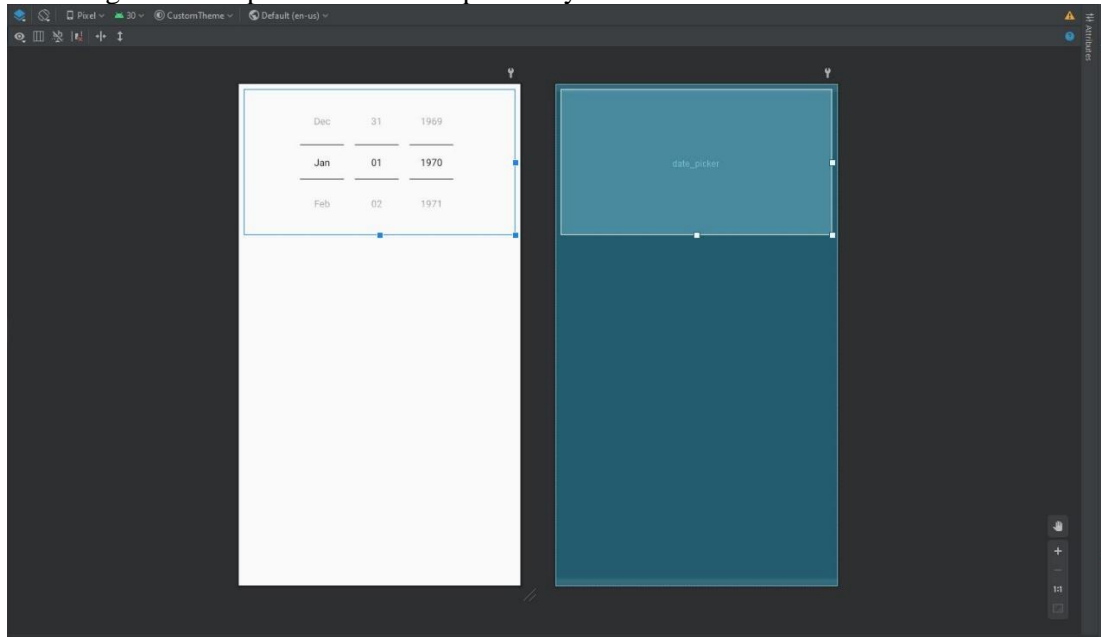 Pixel 30 CustomTheme Default (en-us)
Attributes
Dec 31 1969
Jan 01 1970
Feb 02 1971
date_picker
1:1